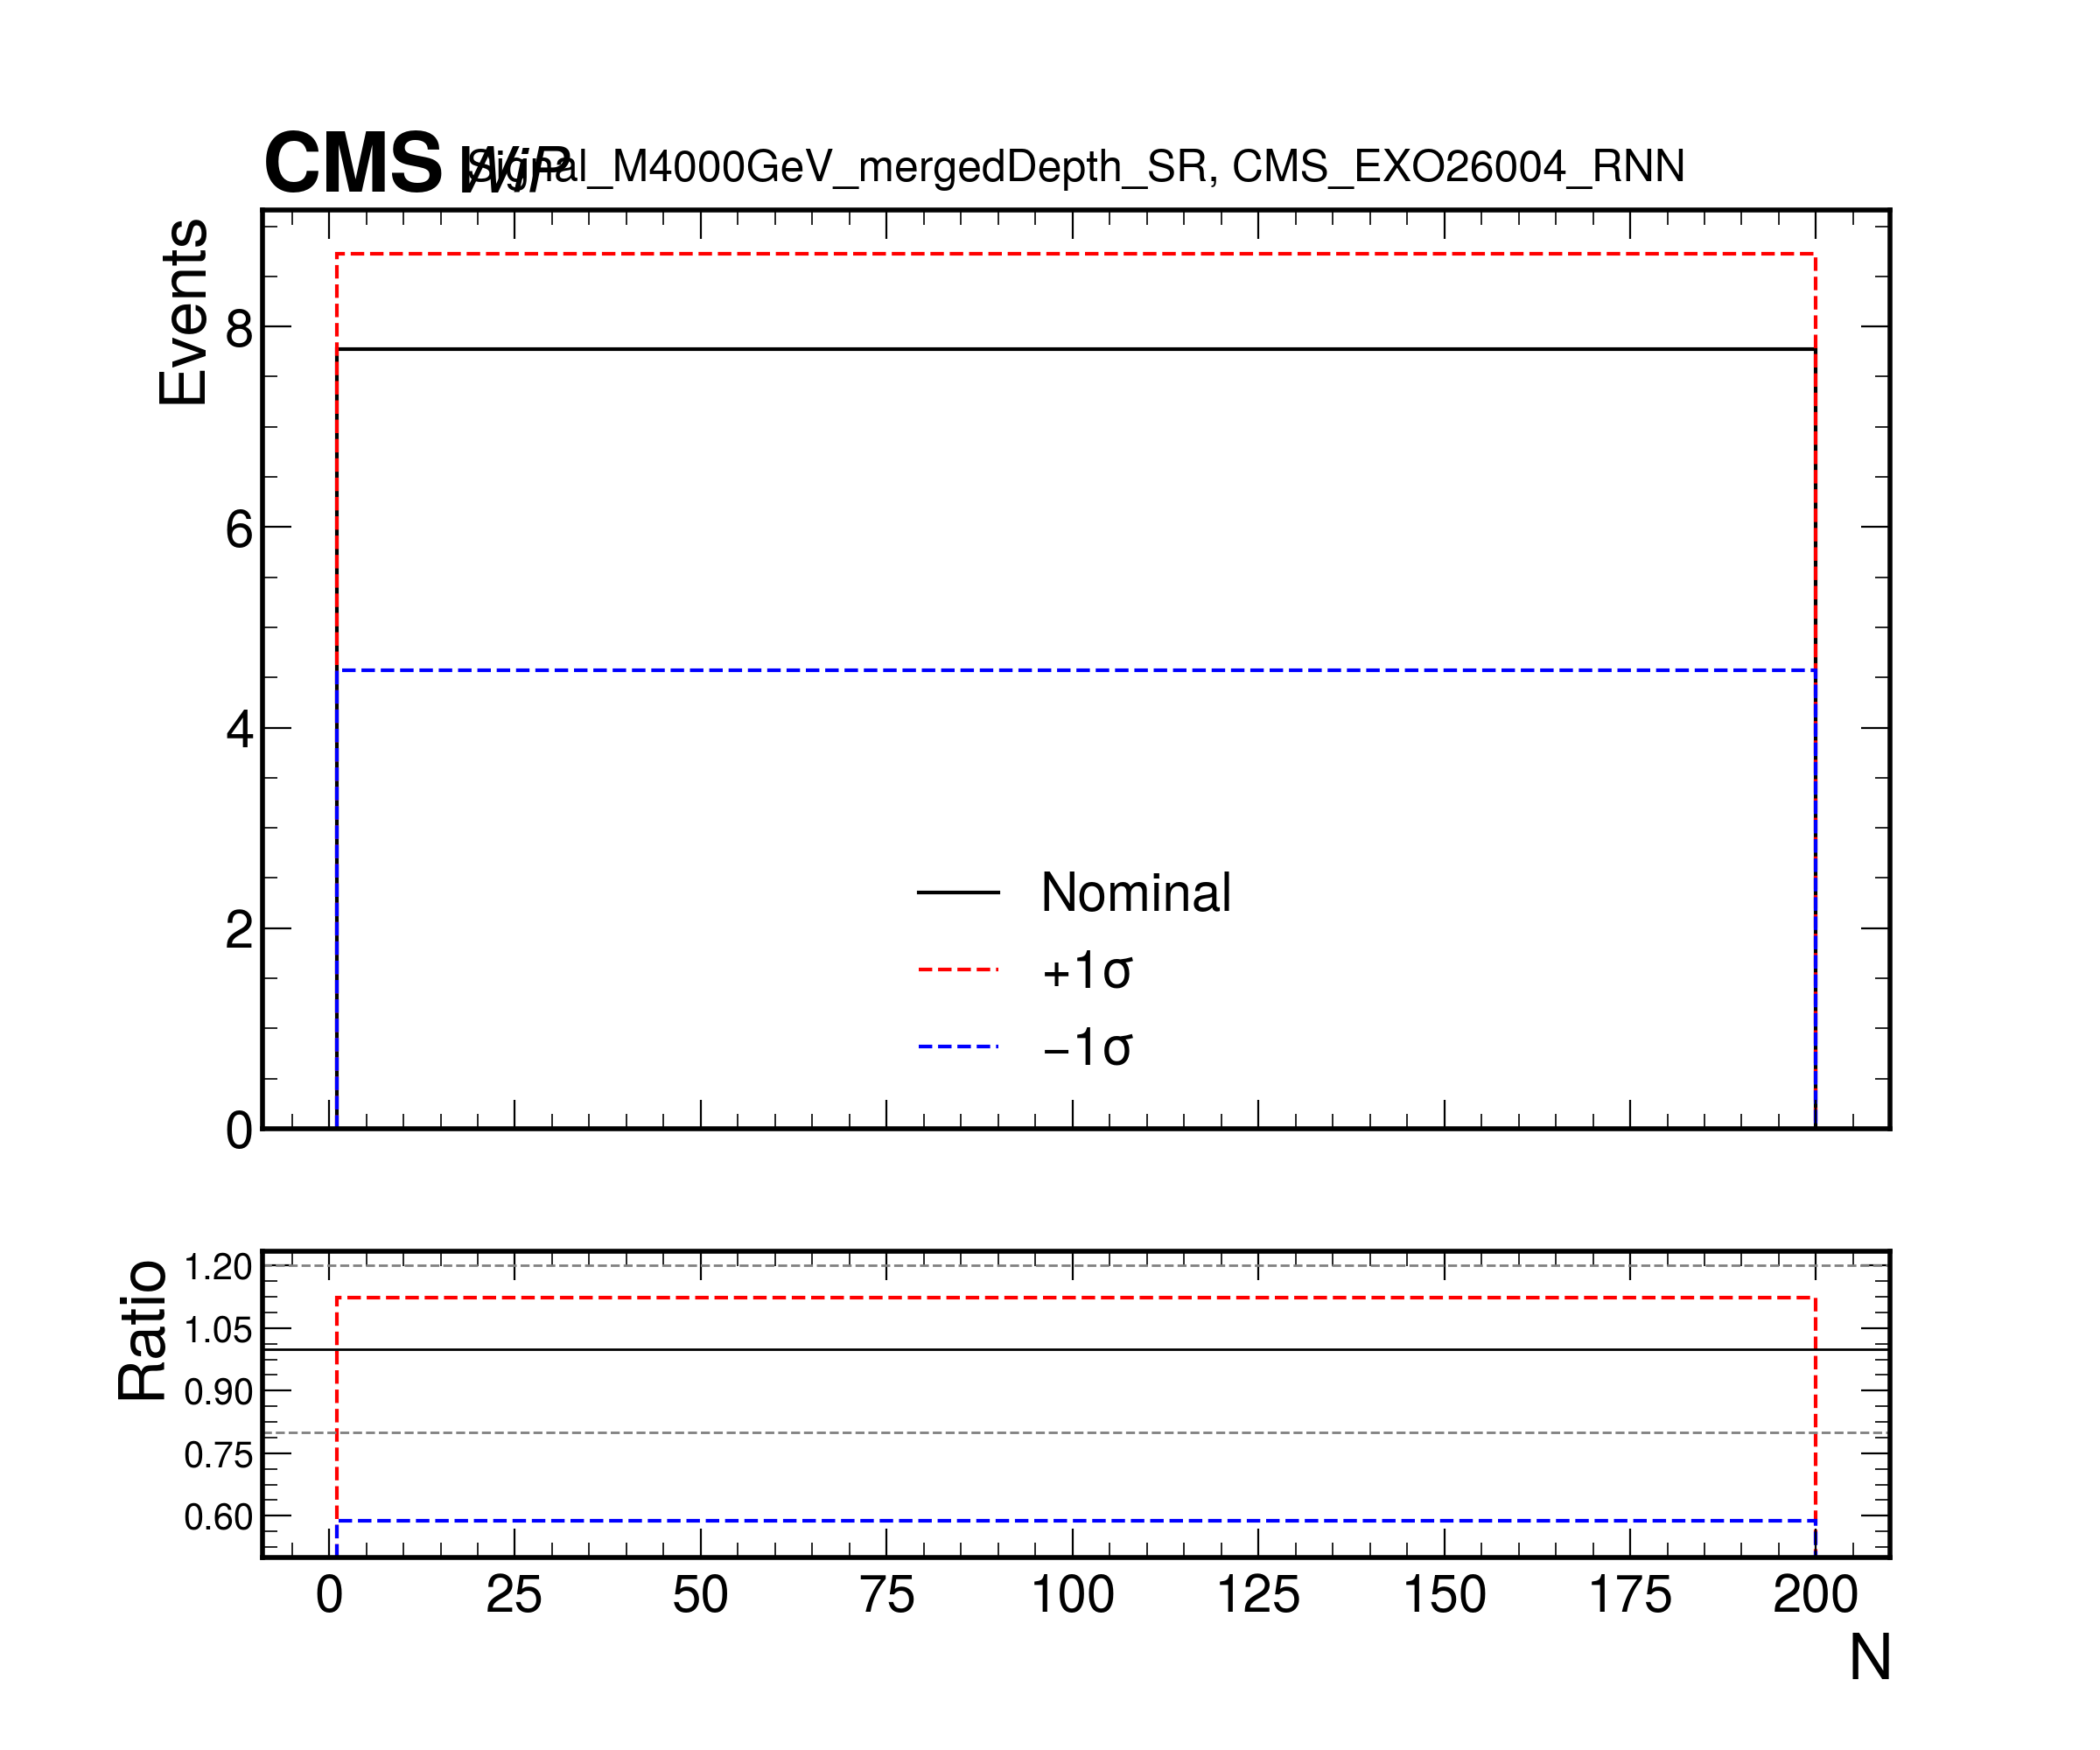 CMS WiP Signal_M4000GeV_mergedDepth_SR, CMS_EXO26004_RNN
Events
8
6
4
2
0
Nominal
+1σ
−1σ
Ratio
1.20
1.05
0.90
0.75
0.60
0 25 50 75 100 125 150 175 200
N